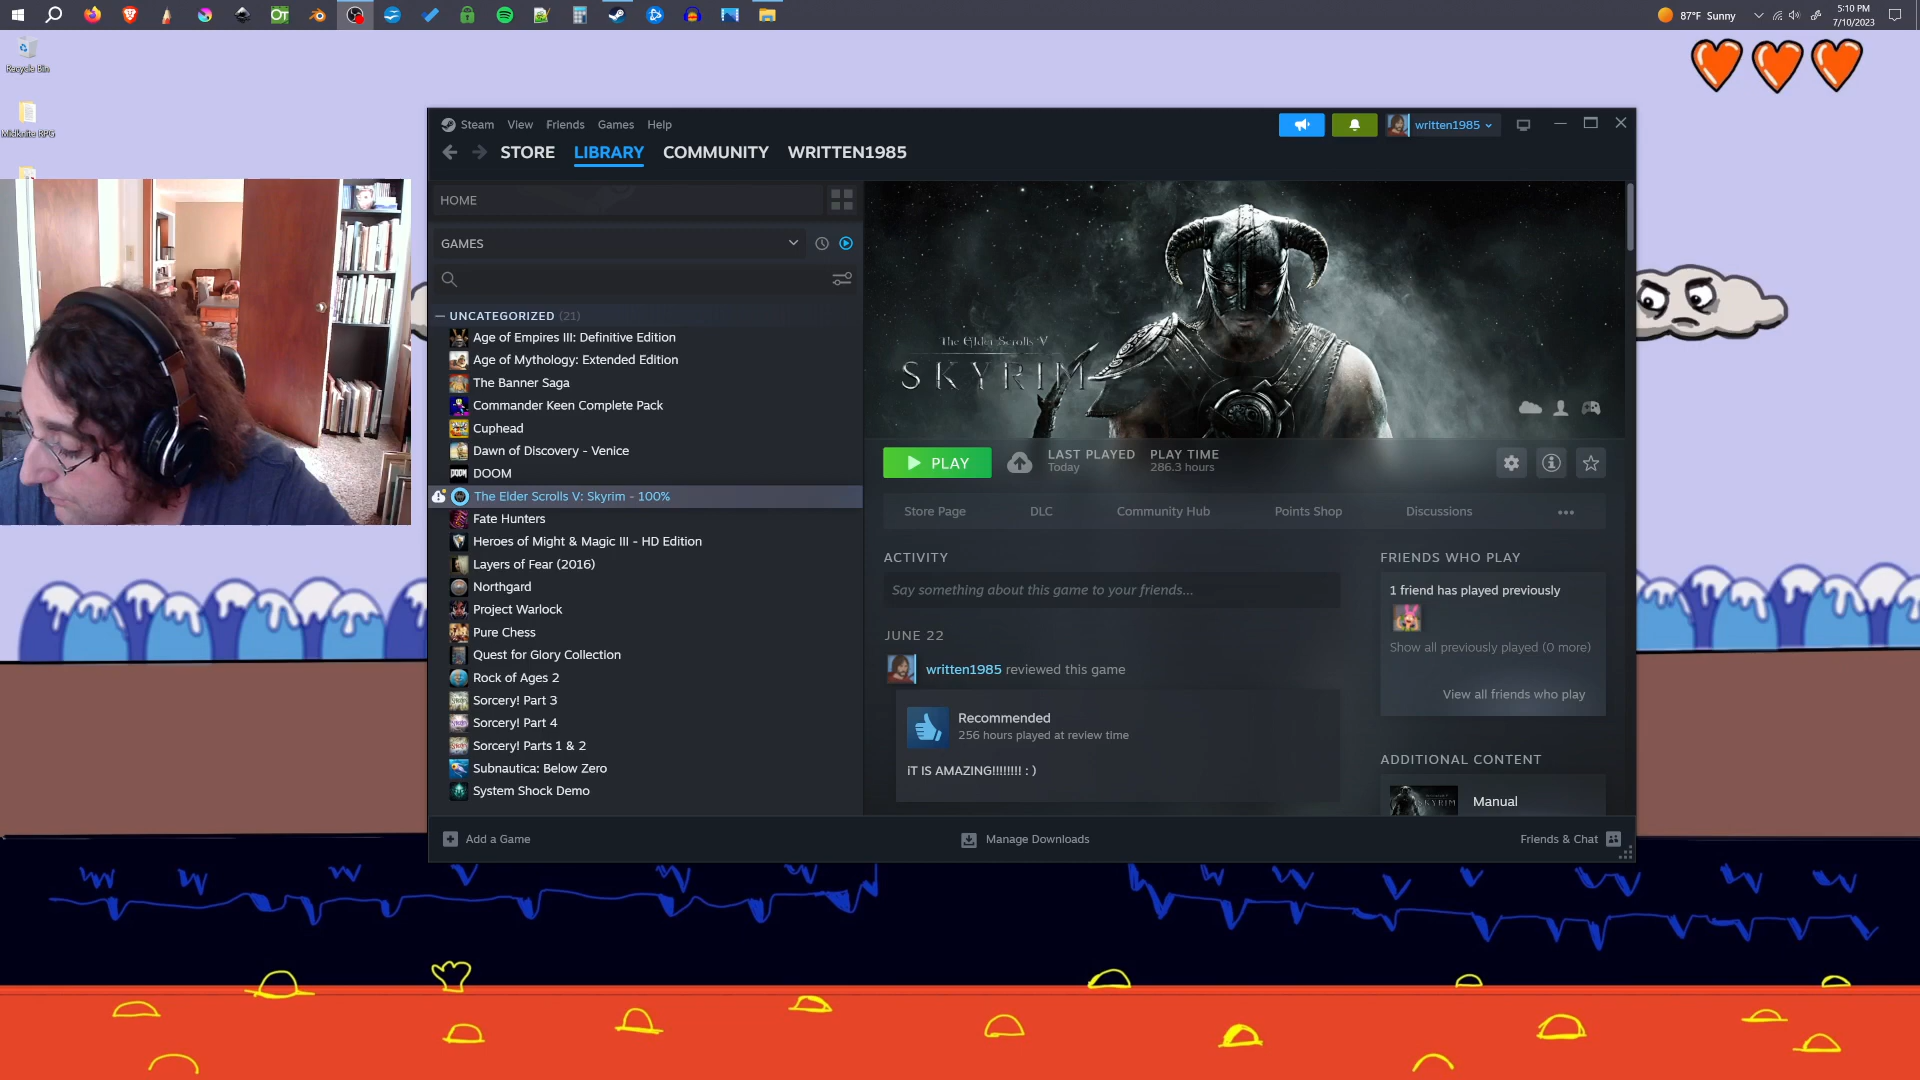 87°F Sunny
5:10 PM
7/10/2023
Recycle Bin
Midknite RPG
Steam View Friends Games Help
written1985
STORE LIBRARY COMMUNITY WRITTEN1985
HOME
GAMES
UNCATEGORIZED (21)
Age of Empires III: Definitive Edition
Age of Mythology: Extended Edition
The Banner Saga
Commander Keen Complete Pack
Cuphead
Dawn of Discovery - Venice
DOOM
The Elder Scrolls V: Skyrim - 100%
Fate Hunters
Heroes of Might & Magic III - HD Edition
Layers of Fear (2016)
Northgard
Project Warlock
Pure Chess
Quest for Glory Collection
Rock of Ages 2
Sorcery! Part 3
Sorcery! Part 4
Sorcery! Parts 1 & 2
Subnautica: Below Zero
System Shock Demo
The Elder Scrolls V
SKYRIM
PLAY
LAST PLAYED
Today
PLAY TIME
286.3 hours
Store Page DLC Community Hub Points Shop Discussions
ACTIVITY
Say something about this game to your friends...
JUNE 22
written1985 reviewed this game
Recommended
256 hours played at review time
iT IS AMAZING!!!!!!!! : )
FRIENDS WHO PLAY
1 friend has played previously
Show all previously played (0 more)
View all friends who play
ADDITIONAL CONTENT
SKYRIM
Manual
Add a Game
Manage Downloads
Friends & Chat